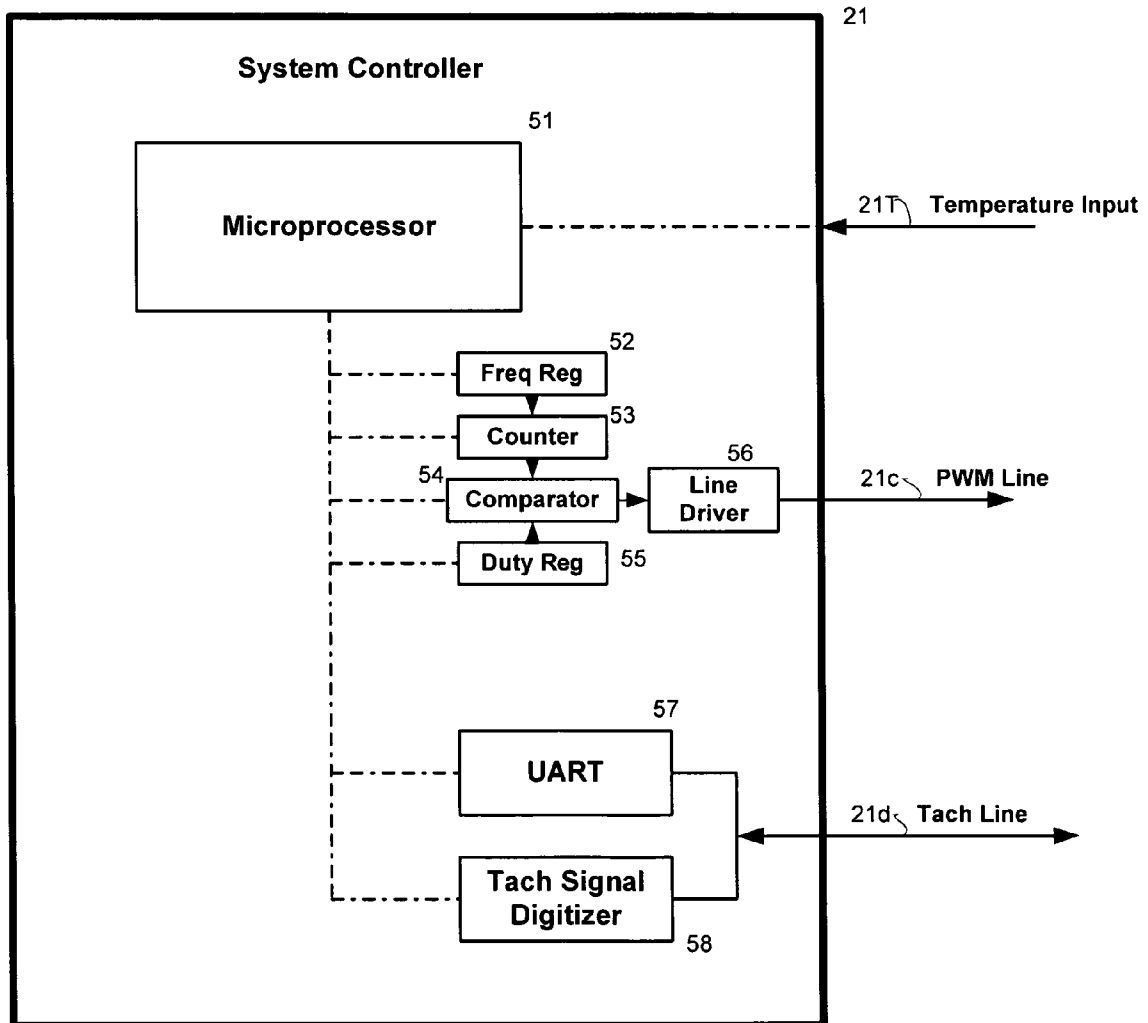 21
System Controller
51
Microprocessor
21T Temperature Input
52
Freq Reg
53
Counter
54
Comparator
56
Line
Driver
21c PWM Line
Duty Reg
55
57
UART
21d Tach Line
Tach Signal
Digitizer
58